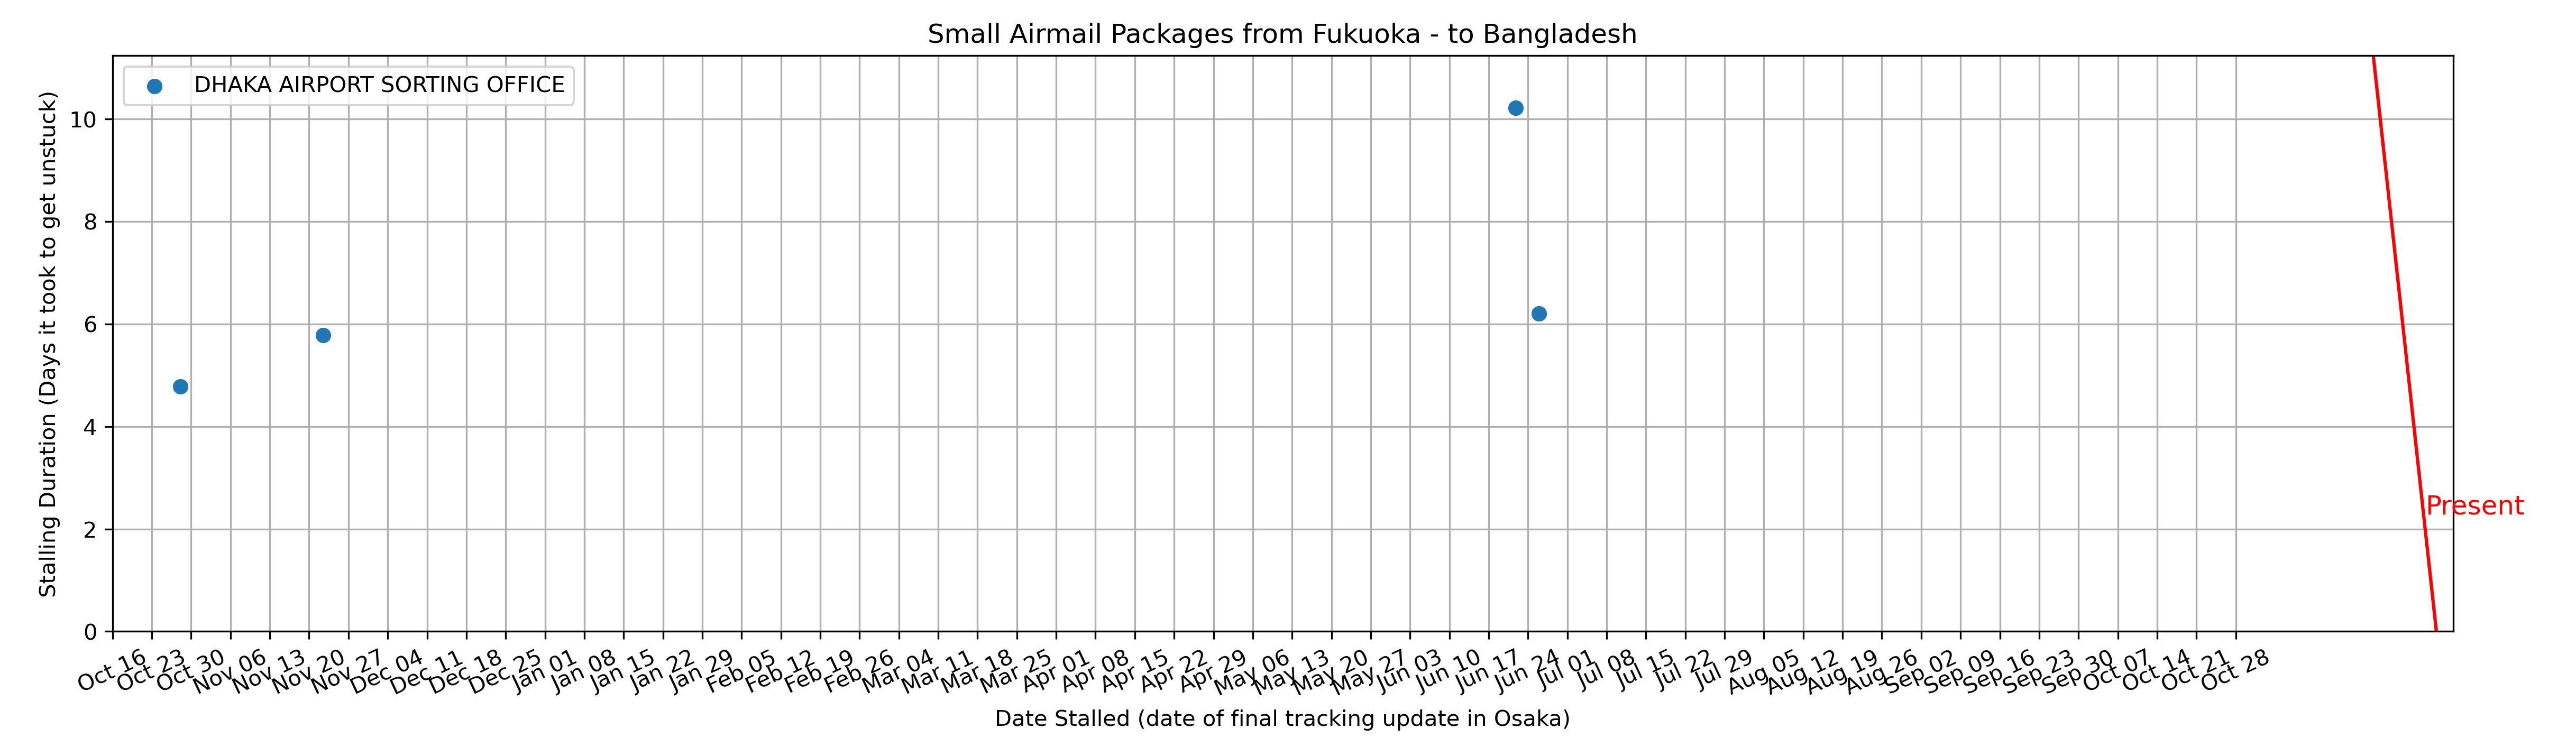 Small Airmail Packages from Fukuoka - to Bangladesh
DHAKA AIRPORT SORTING OFFICE
Stalling Duration (Days it took to get unstuck)
10
8
6
4
2
0
Present
Oct 16
Oct 23
Oct 30
Nov 06
Nov 13
Nov 20
Nov 27
Dec 04
Dec 11
Dec 18
Dec 25
Jan 01
Jan 08
Jan 15
Jan 22
Jan 29
Feb 05
Feb 12
Feb 19
Feb 26
Mar 04
Mar 11
Mar 18
Mar 25
Apr 01
Apr 08
Apr 15
Apr 22
Apr 29
May 06
May 13
May 20
May 27
Jun 03
Jun 10
Jun 17
Jun 24
Jul 01
Jul 08
Jul 15
Jul 22
Jul 29
Aug 05
Aug 12
Aug 19
Aug 26
Sep 02
Sep 09
Sep 16
Sep 23
Sep 30
Oct 07
Oct 14
Oct 21
Oct 28
Date Stalled (date of final tracking update in Osaka)